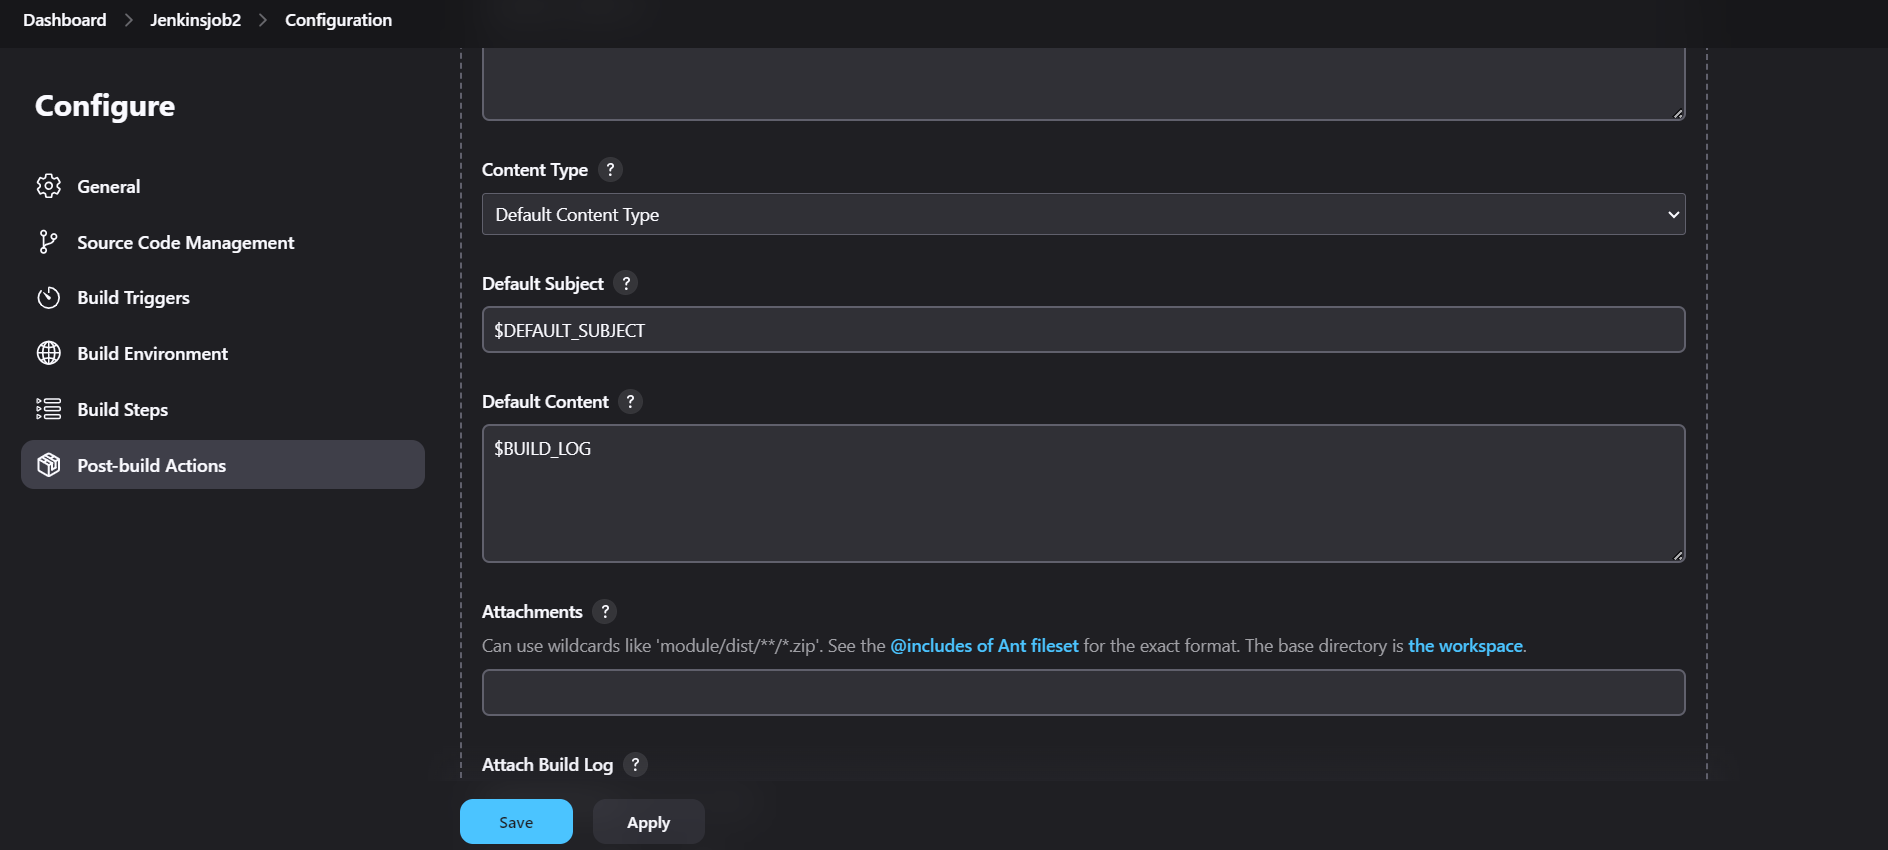 Dashboard > Jenkinsjob2 > Configuration
Configure
General
Source Code Management
Build Triggers
Build Environment
Build Steps
Post-build Actions
Content Type ?
Default Content Type
Default Subject ?
$DEFAULT_SUBJECT
Default Content ?
$BUILD_LOG
Attachments ?
Can use wildcards like 'module/dist/**/*.zip'. See the @includes of Ant fileset for the exact format. The base directory is the workspace.
Attach Build Log ?
Save Apply